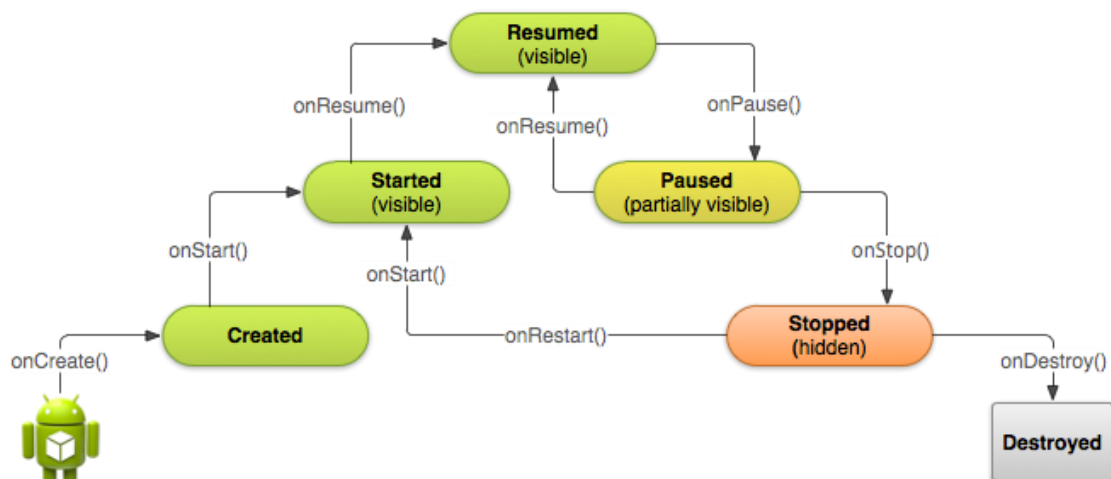 Resumed
(visible)
onResume()
onResume()
onPause()
Started
(visible)
Paused
(partially visible)
onStart()
onStart()
onStop()
Created
onRestart()
Stopped
(hidden)
onCreate()
onDestroy()
Destroyed